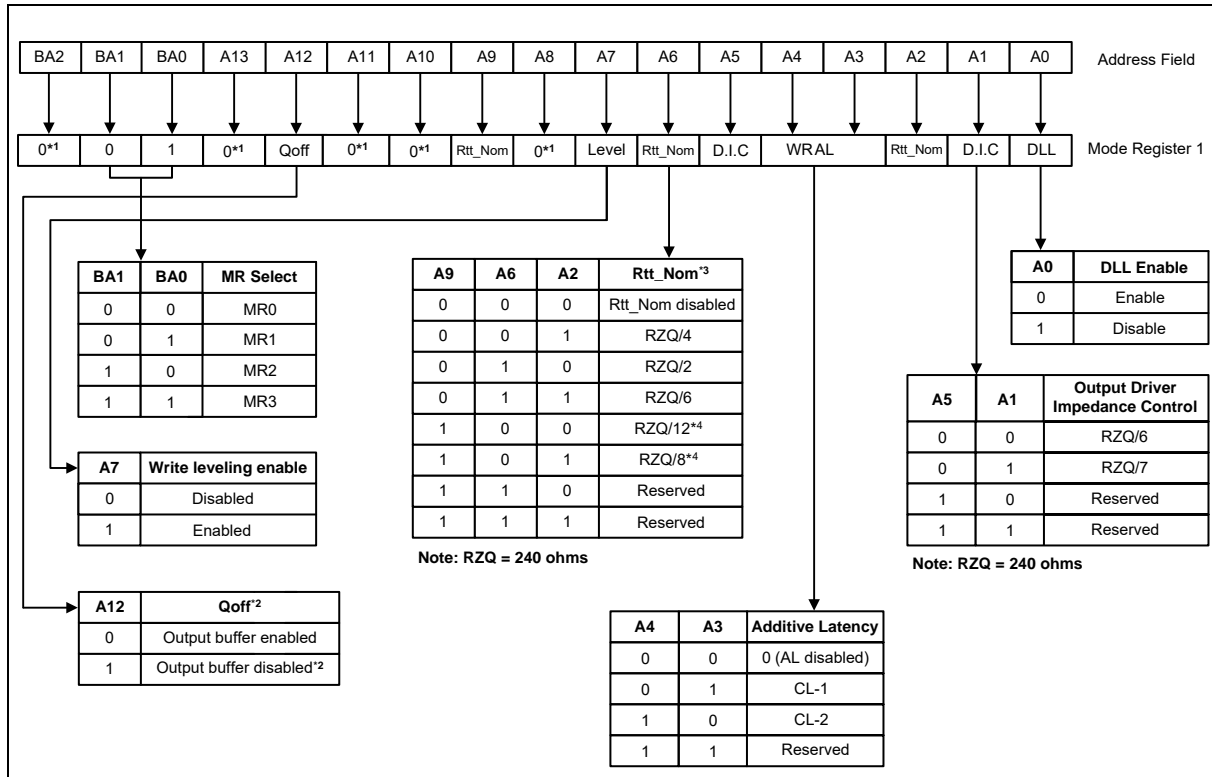 BA2 BA1 BA0 A13 A12 A11 A10 A9 A8 A7 A6 A5 A4 A3 A2 A1 A0 Address Field
0*1 0 1 0*1 Qoff 0*1 0*1 Rtt_Nom 0*1 Level Rtt_Nom D.I.C WRAL Rtt_Nom D.I.C DLL Mode Register 1
BA1 BA0 MR Select
0 0 MR0
0 1 MR1
1 0 MR2
1 1 MR3
A7 Write leveling enable
0 Disabled
1 Enabled
A12 Qoff*2
0 Output buffer enabled
1 Output buffer disabled*2
A9 A6 A2 Rtt_Nom*3
0 0 0 Rtt_Nom disabled
0 0 1 RZQ/4
0 1 0 RZQ/2
0 1 1 RZQ/6
1 0 0 RZQ/12*4
1 0 1 RZQ/8*4
1 1 0 Reserved
1 1 1 Reserved
Note: RZQ = 240 ohms
A4 A3 Additive Latency
0 0 0 (AL disabled)
0 1 CL-1
1 0 CL-2
1 1 Reserved
A0 DLL Enable
0 Enable
1 Disable
A5 A1 Output Driver
Impedance Control
0 0 RZQ/6
0 1 RZQ/7
1 0 Reserved
1 1 Reserved
Note: RZQ = 240 ohms